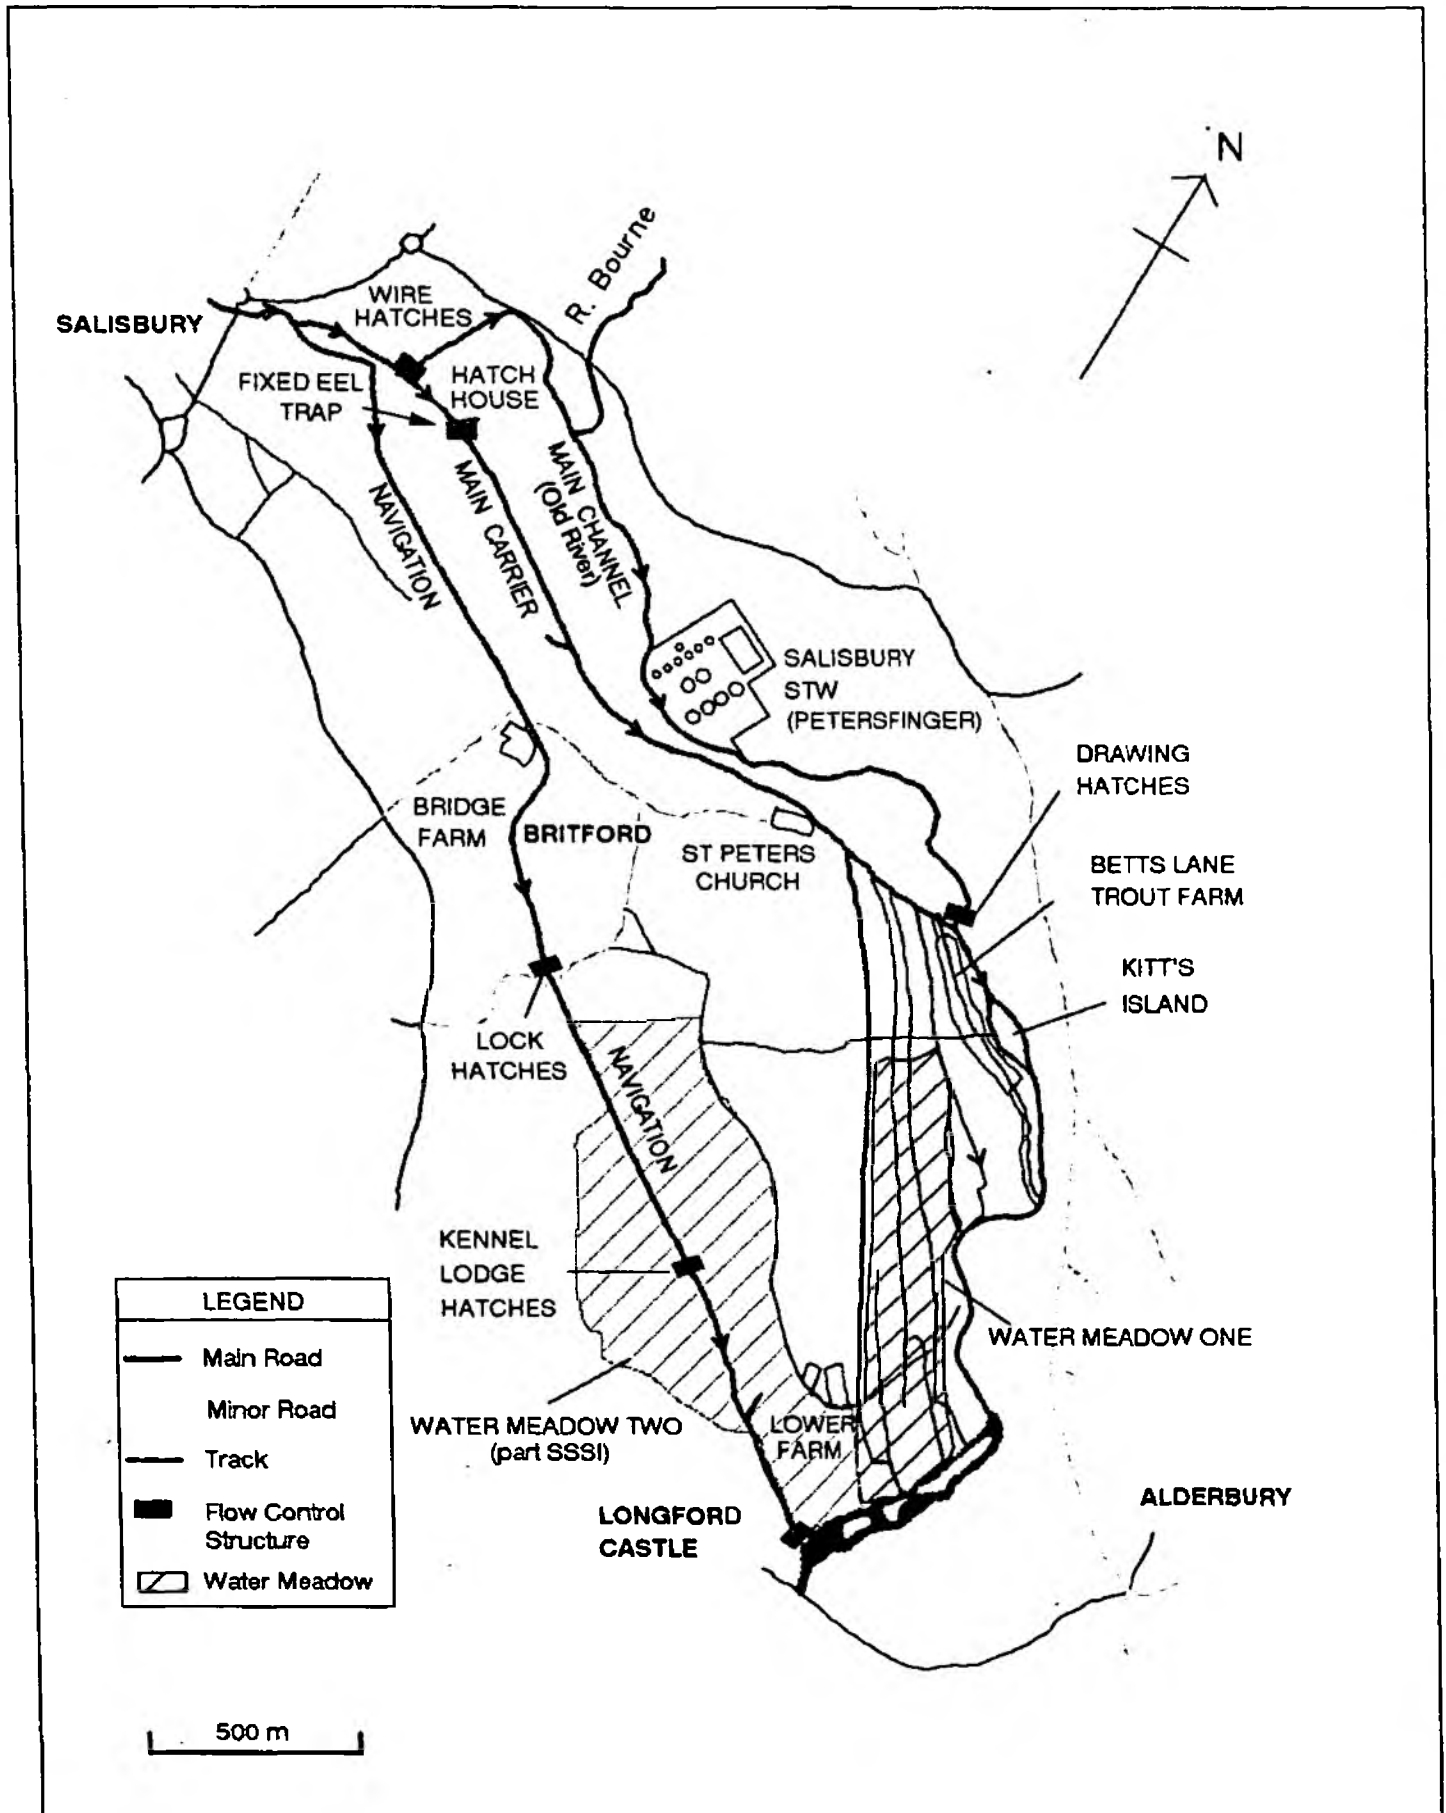 N
R. Bourne
WIRE
HATCHES
SALISBURY
FIXED EEL
TRAP
HATCH
HOUSE
NAVIGATION
MAIN CARRIER
MAIN CHANNEL
(Old River)
SALISBURY
STW
(PETERSFINGER)
DRAWING
HATCHES
BRIDGE
FARM
BRITFORD
ST PETERS
CHURCH
BETTS LANE
TROUT FARM
KITT'S
ISLAND
LOCK
HATCHES
NAVIGATION
KENNEL
LODGE
HATCHES
WATER MEADOW ONE
WATER MEADOW TWO
(part SSSI)
LOWER
FARM
LONGFORD
CASTLE
ALDERBURY
LEGEND
Main Road
Minor Road
Track
Flow Control
Structure
Water Meadow
500 m